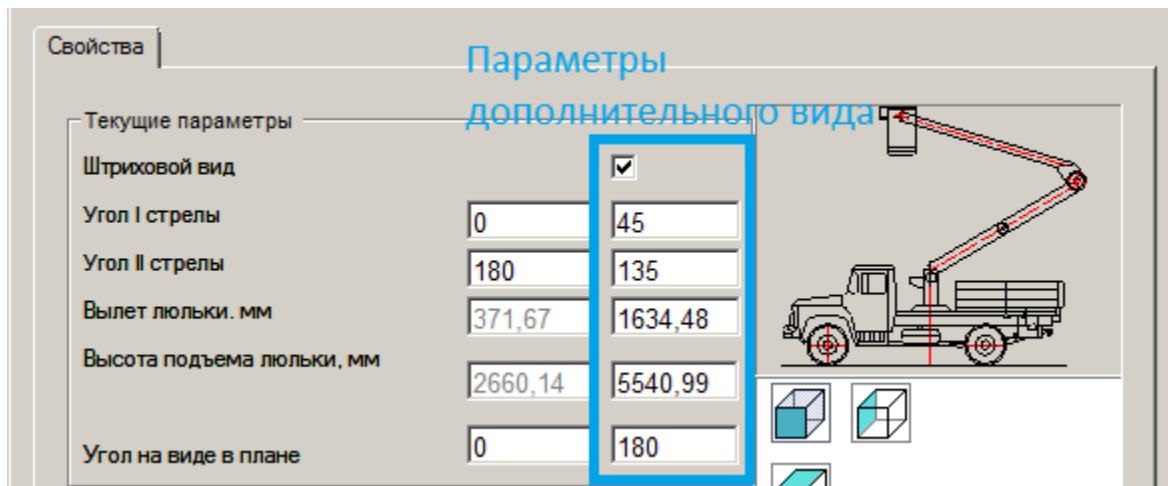 Свойства
Параметры
дополнительного вида
Текущие параметры
Штриховой вид
Угол I стрелы 0 45
Угол II стрелы 180 135
Вылет люльки. мм 371,67 1634,48
Высота подъема люльки, мм 2660,14 5540,99
Угол на виде в плане 0 180